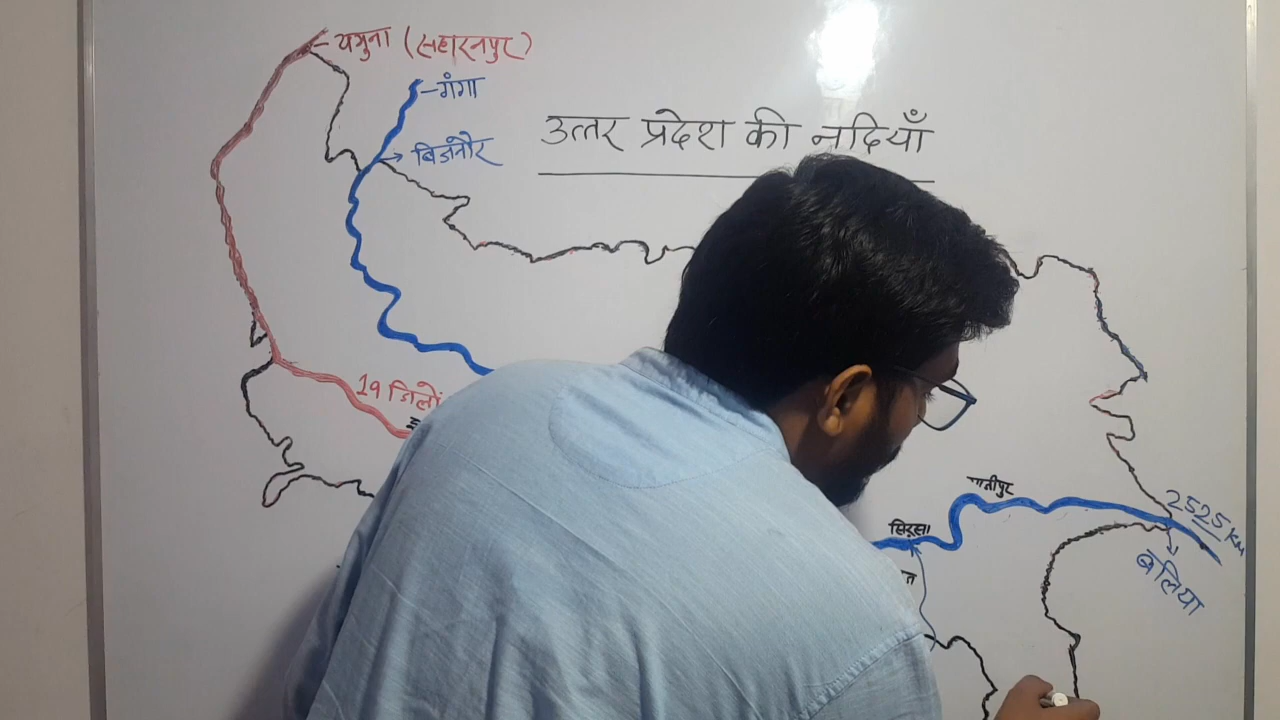 यमुना (सहारनपुर)
गंगा
बिजनौर
उत्तर प्रदेश की नदियाँ
19 जिलों
सिरसा
2525 KM
बलिया